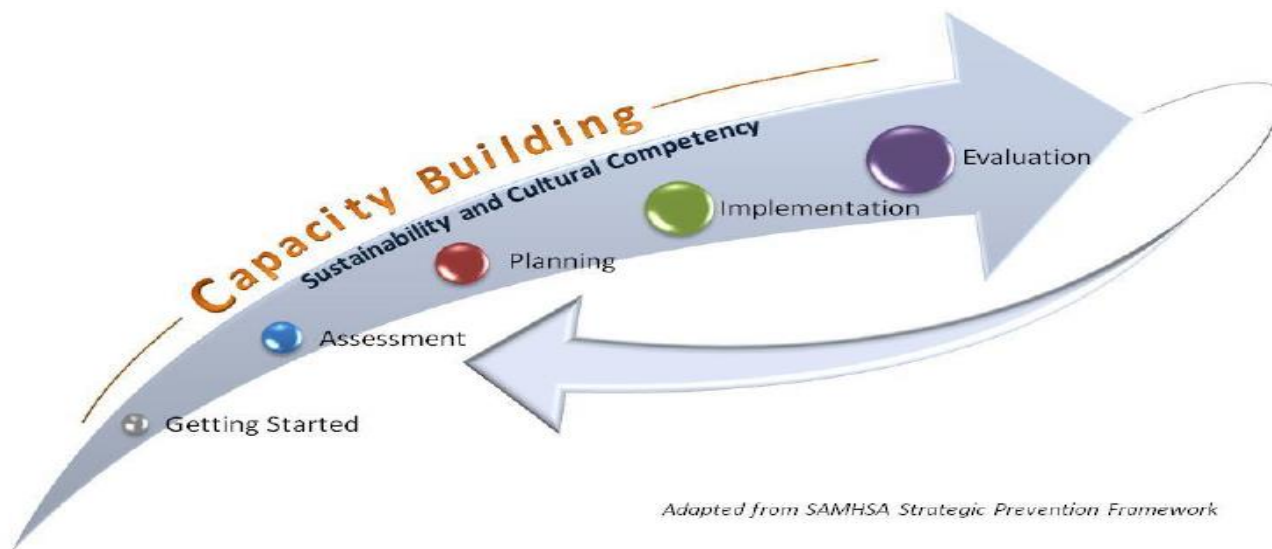 Capacity Building
Sustainability and Cultural Competency
Evaluation
Implementation
Planning
Assessment
Getting Started
Adapted from SAMHSA Strategic Prevention Framework